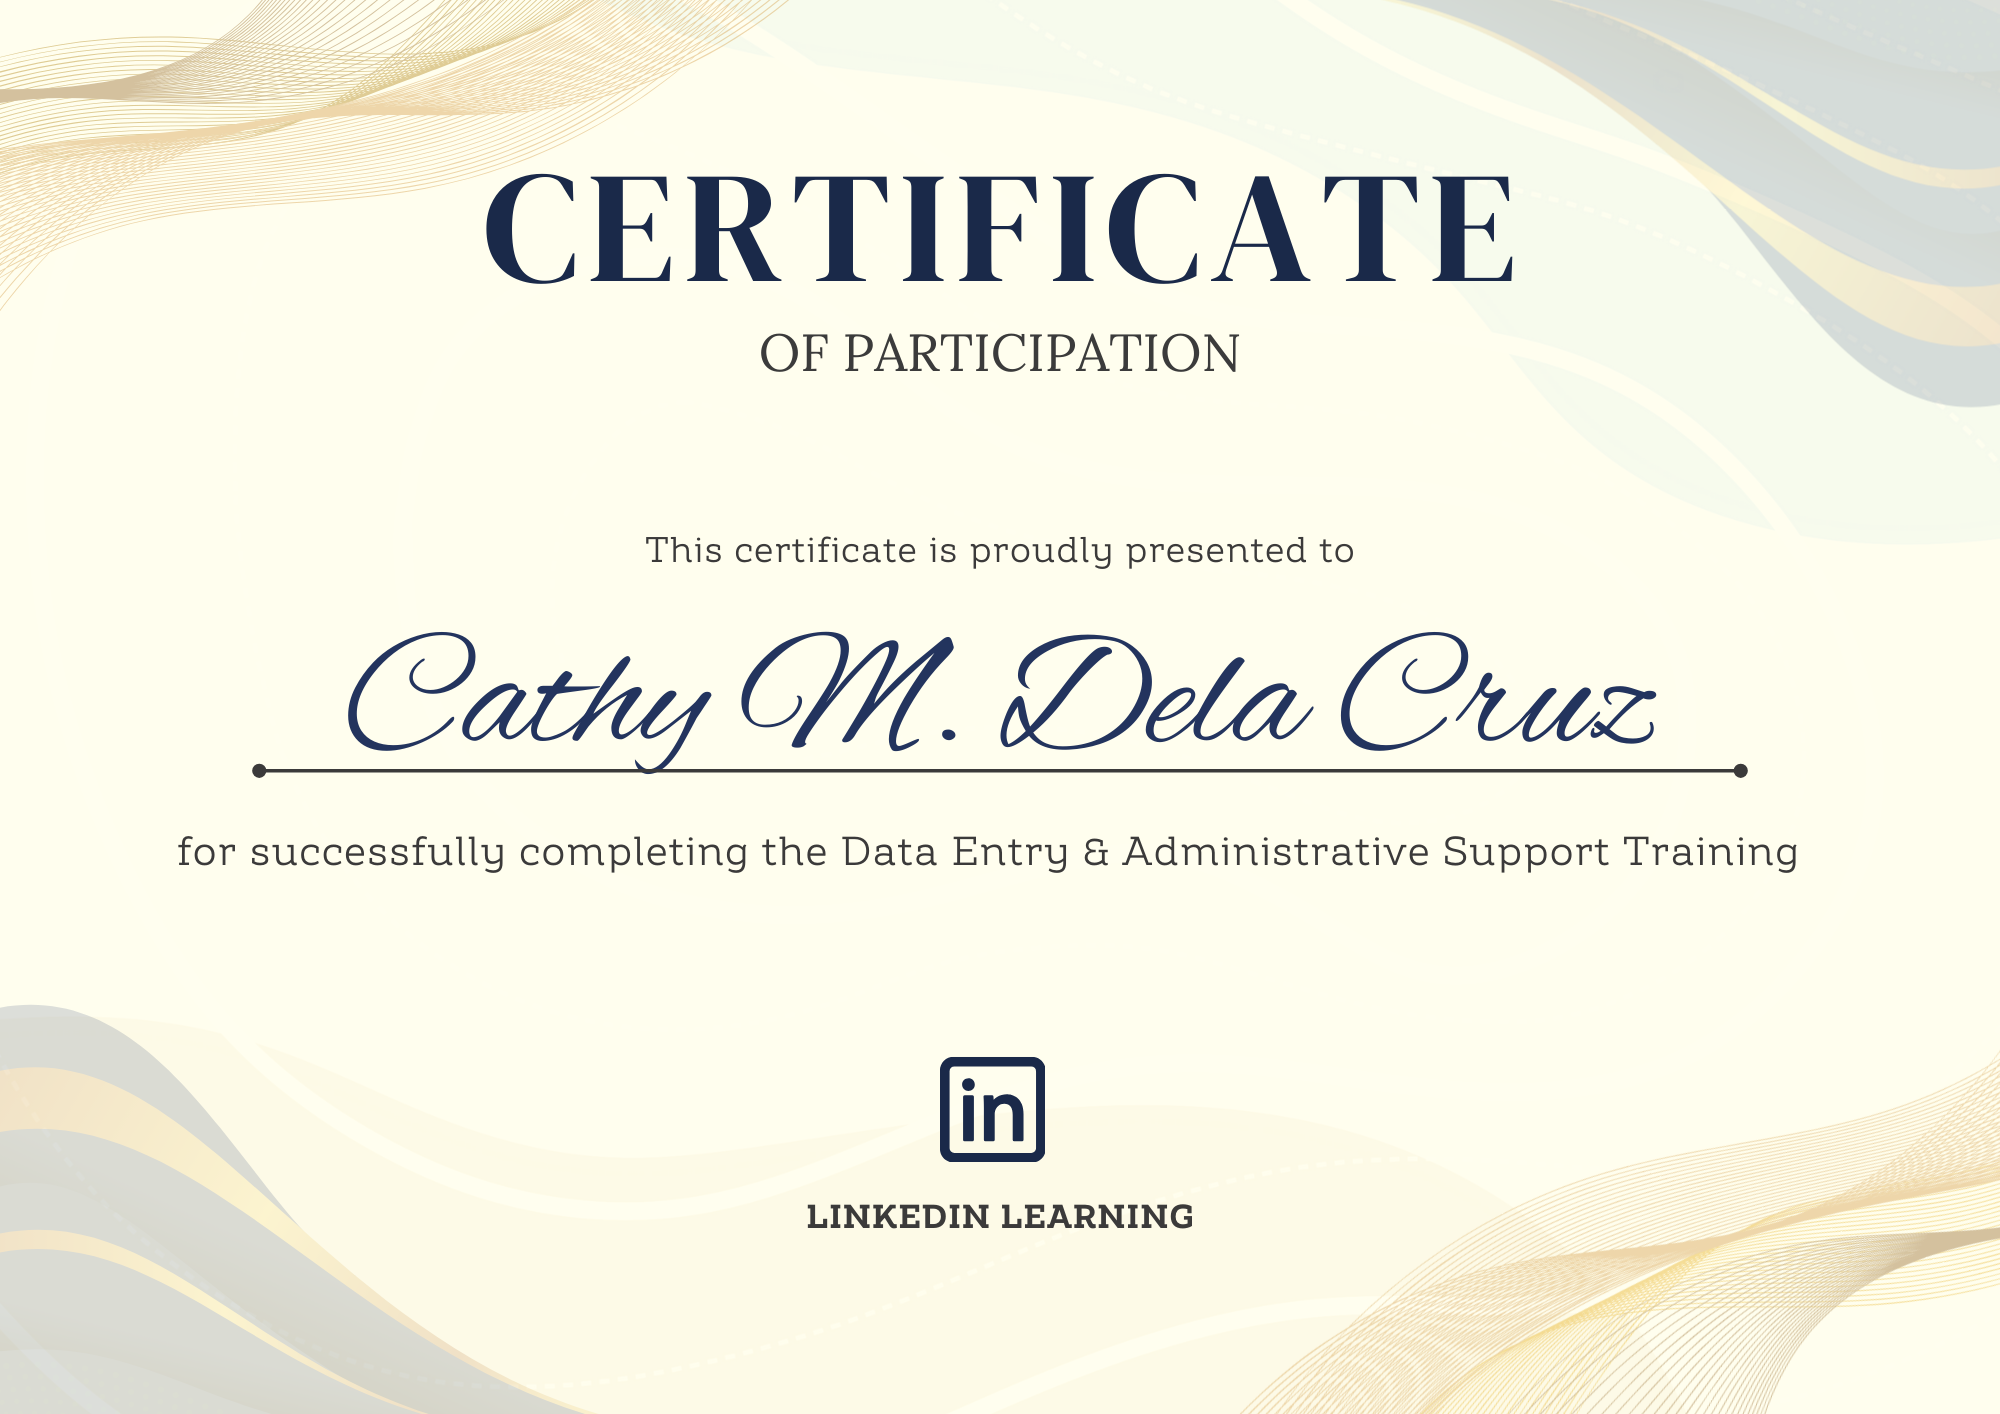 CERTIFICATE
OF PARTICIPATION
This certificate is proudly presented to
Cathy M. Dela Cruz
for successfully completing the Data Entry & Administrative Support Training
in
LINKEDIN LEARNING